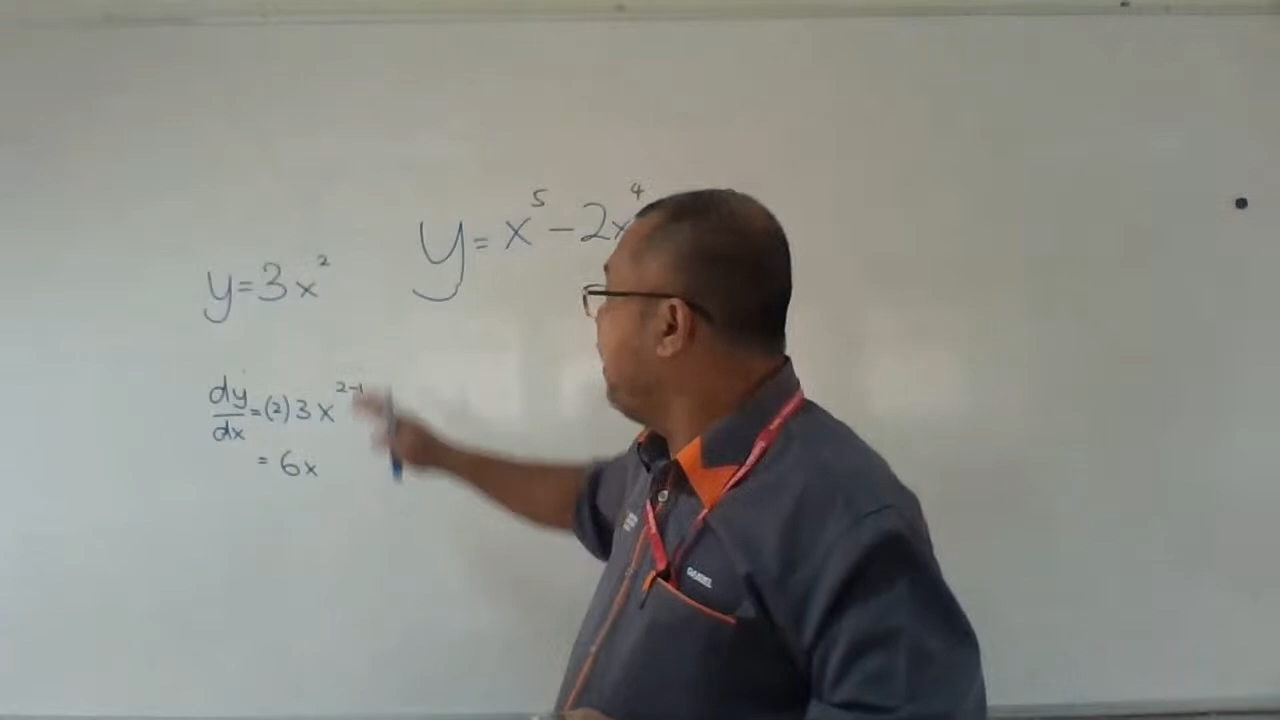 y=3x²
dy/dx=(2)3x²⁻¹
=6x
y=x⁵-2x⁴